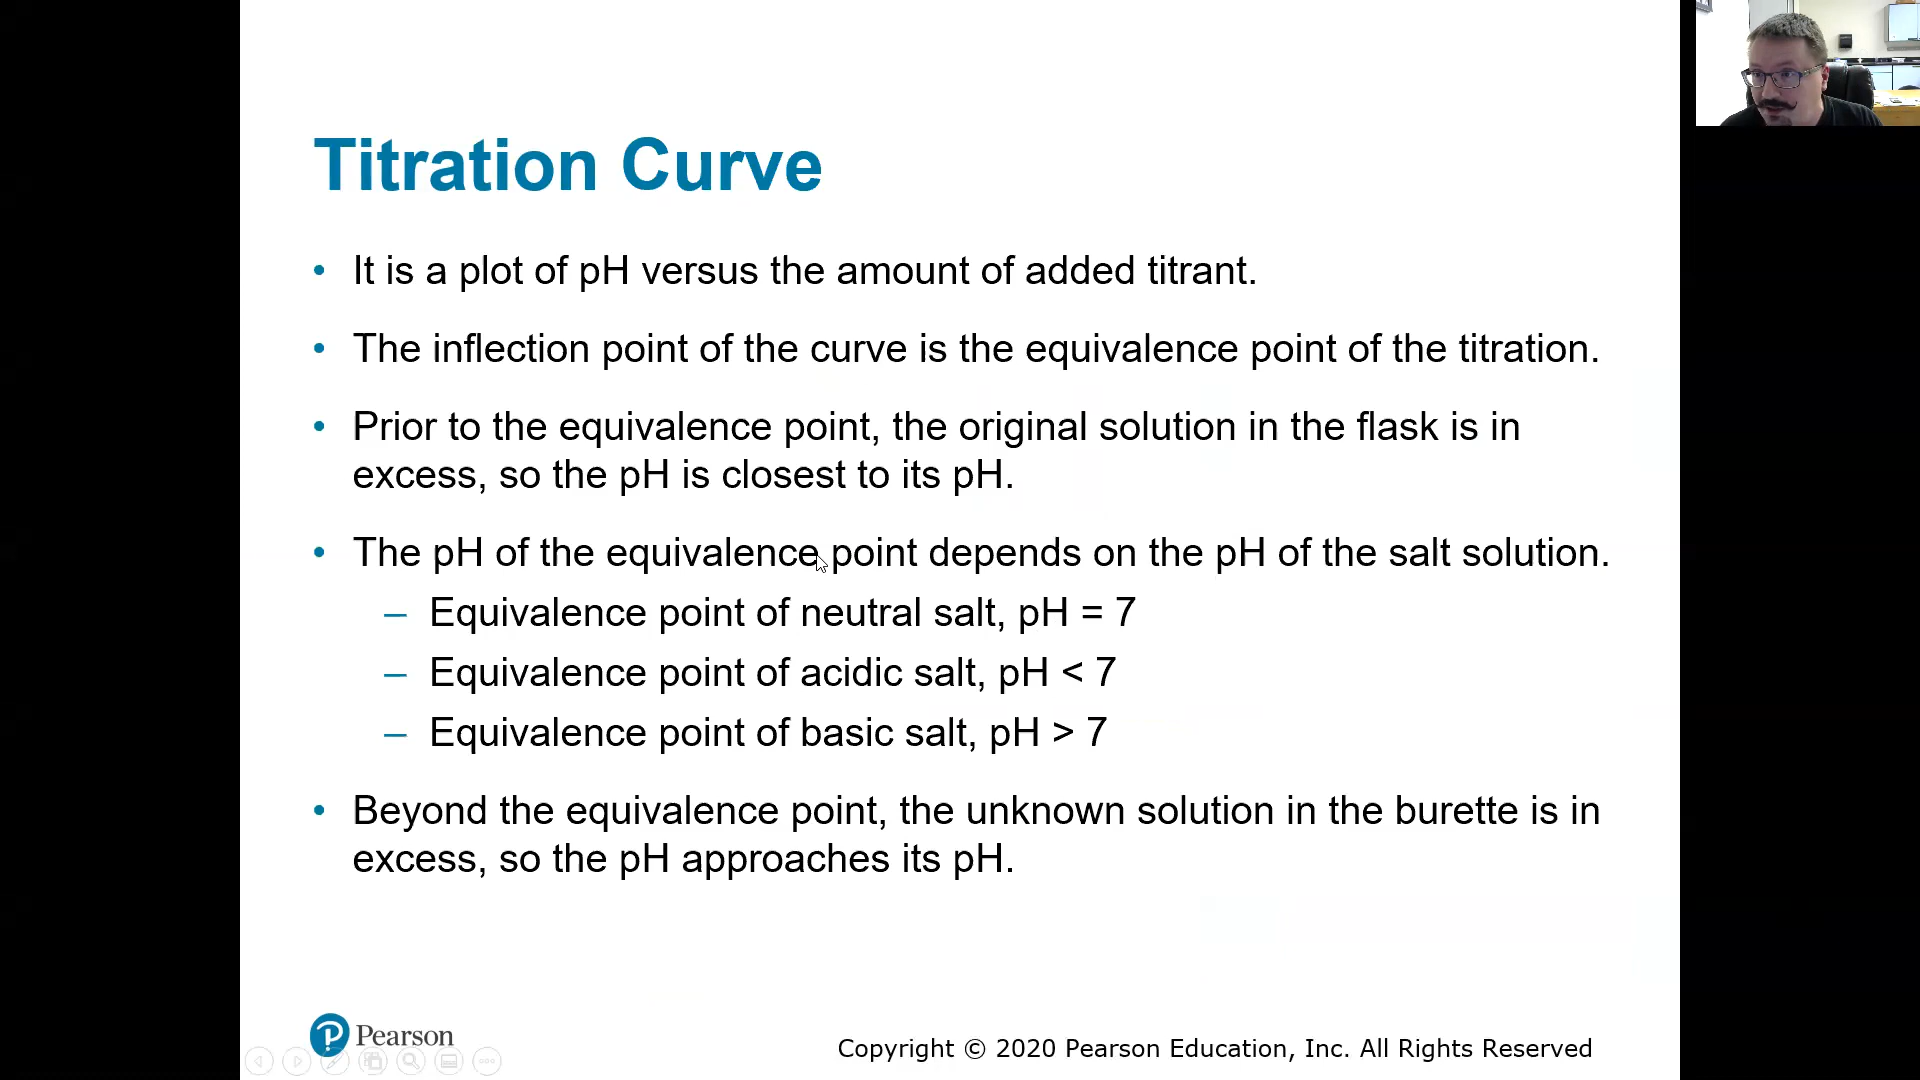 Titration Curve
• It is a plot of pH versus the amount of added titrant.
• The inflection point of the curve is the equivalence point of the titration.
• Prior to the equivalence point, the original solution in the flask is in
excess, so the pH is closest to its pH.
• The pH of the equivalence point depends on the pH of the salt solution.
– Equivalence point of neutral salt, pH = 7
– Equivalence point of acidic salt, pH < 7
– Equivalence point of basic salt, pH > 7
• Beyond the equivalence point, the unknown solution in the burette is in
excess, so the pH approaches its pH.
Pearson
Copyright © 2020 Pearson Education, Inc. All Rights Reserved